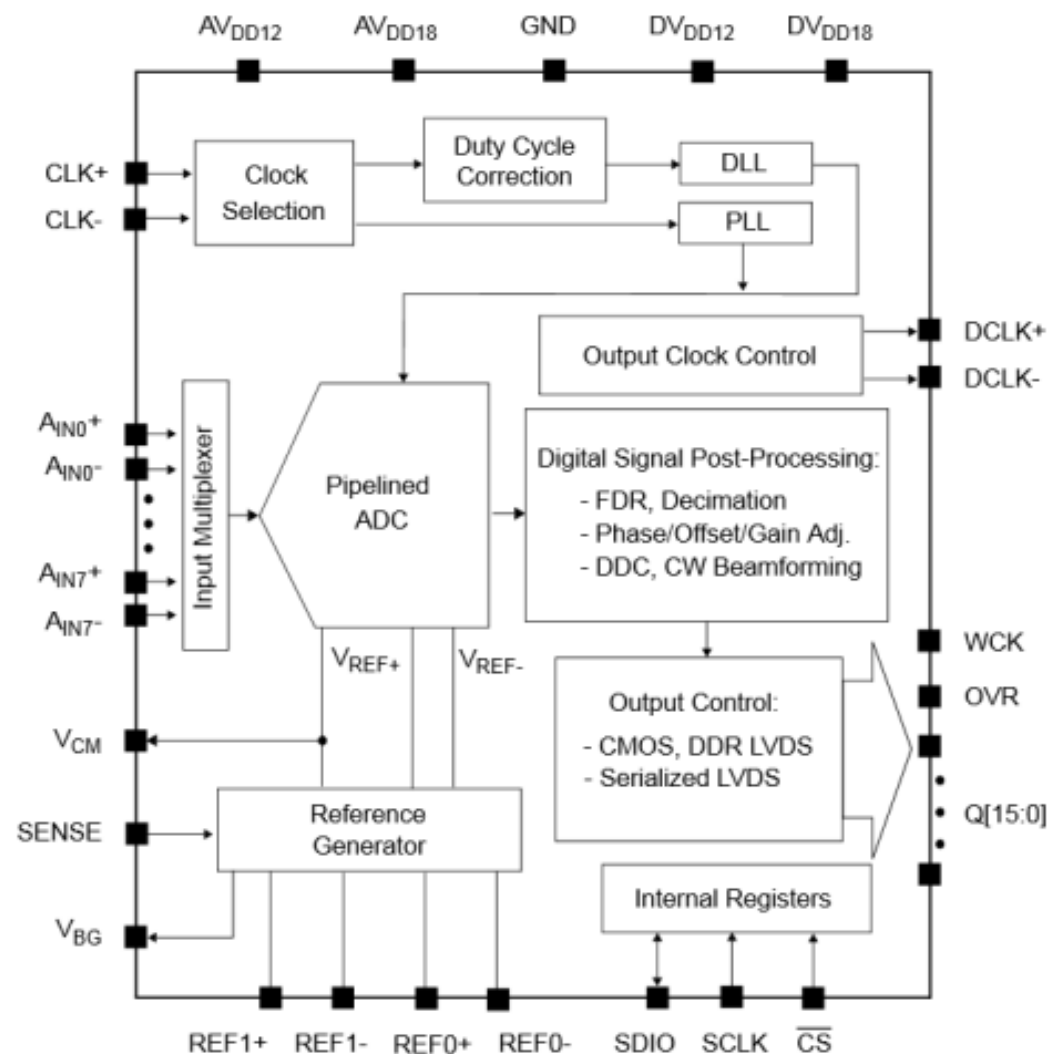 AVDD12 AVDD18 GND DVDD12 DVDD18
CLK+
CLK-
Clock
Selection
Duty Cycle
Correction
DLL
PLL
Output Clock Control
DCLK+
DCLK-
AIN0+
AIN0-
AIN7+
AIN7-
Input Multiplexer
Pipelined
ADC
Digital Signal Post-Processing:
- FDR, Decimation
- Phase/Offset/Gain Adj.
- DDC, CW Beamforming
VREF+ VREF-
WCK
OVR
Q[15:0]
Output Control:
- CMOS, DDR LVDS
- Serialized LVDS
VCM
SENSE
VBG
Reference
Generator
Internal Registers
REF1+ REF1- REF0+ REF0- SDIO SCLK C̅S̅